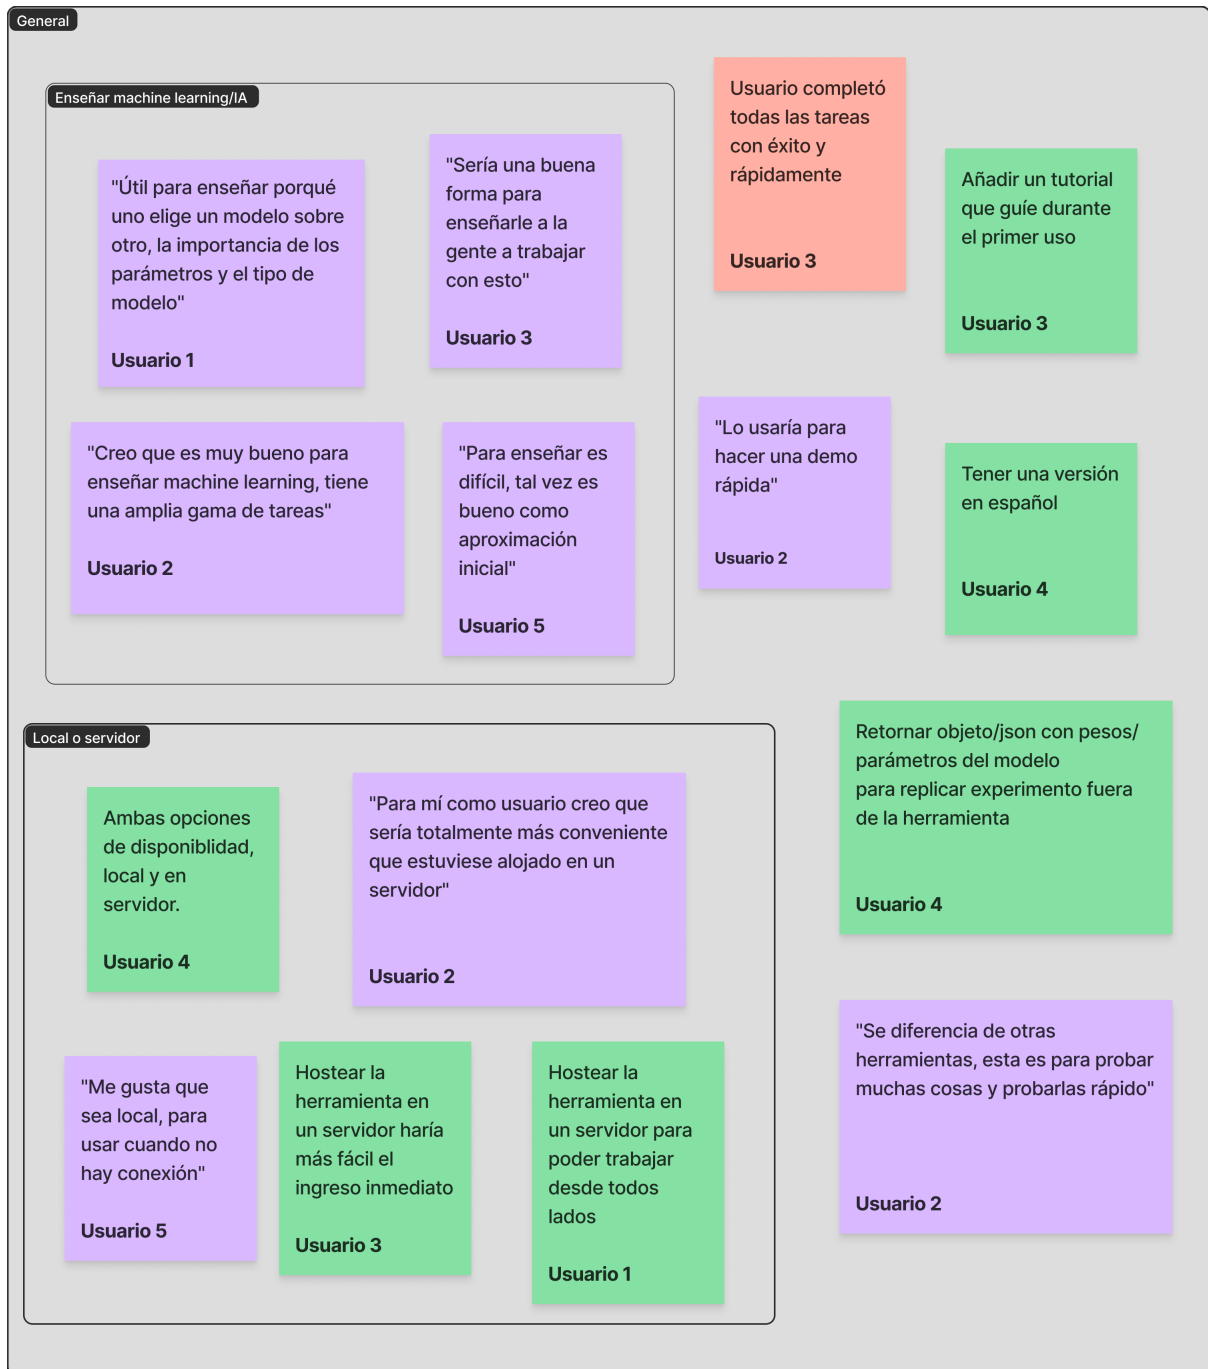 General
Enseñar machine learning/IA
"Útil para enseñar porqué
uno elige un modelo sobre
otro, la importancia de los
parámetros y el tipo de
modelo"
Usuario 1
"Sería una buena
forma para
enseñarle a la
gente a trabajar
con esto"
Usuario 3
"Creo que es muy bueno para
enseñar machine learning, tiene
una amplia gama de tareas"
Usuario 2
"Para enseñar es
difícil, tal vez es
bueno como
aproximación
inicial"
Usuario 5
Usuario completó
todas las tareas
con éxito y
rápidamente
Usuario 3
Añadir un tutorial
que guíe durante
el primer uso
Usuario 3
"Lo usaría para
hacer una demo
rápida"
Usuario 2
Tener una versión
en español
Usuario 4
Local o servidor
Ambas opciones
de disponiblidad,
local y en
servidor.
Usuario 4
"Para mí como usuario creo que
sería totalmente más conveniente
que estuviese alojado en un
servidor"
Usuario 2
"Me gusta que
sea local, para
usar cuando no
hay conexión"
Usuario 5
Hostear la
herramienta en
un servidor haría
más fácil el
ingreso inmediato
Usuario 3
Hostear la
herramienta en
un servidor para
poder trabajar
desde todos
lados
Usuario 1
Retornar objeto/json con pesos/
parámetros del modelo
para replicar experimento fuera
de la herramienta
Usuario 4
"Se diferencia de otras
herramientas, esta es para probar
muchas cosas y probarlas rápido"
Usuario 2